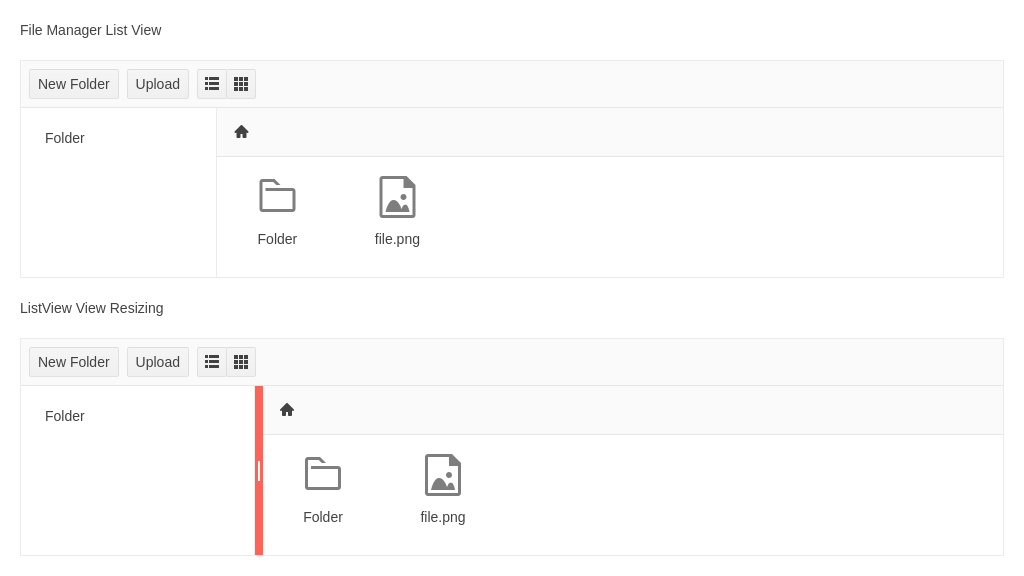 File Manager List View
New Folder Upload
Folder
Folder file.png
ListView View Resizing
New Folder Upload
Folder
Folder file.png